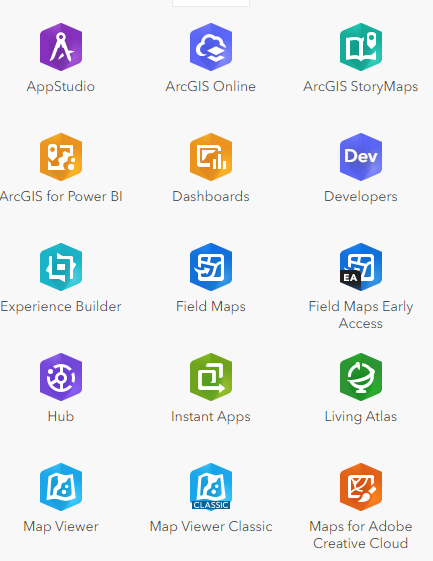 AppStudio
ArcGIS Online
ArcGIS StoryMaps
ArcGIS for Power BI
Dashboards
Dev
Developers
Experience Builder
Field Maps
EA
Field Maps Early
Access
Hub
Instant Apps
Living Atlas
Map Viewer
CLASSIC
Map Viewer Classic
Maps for Adobe
Creative Cloud